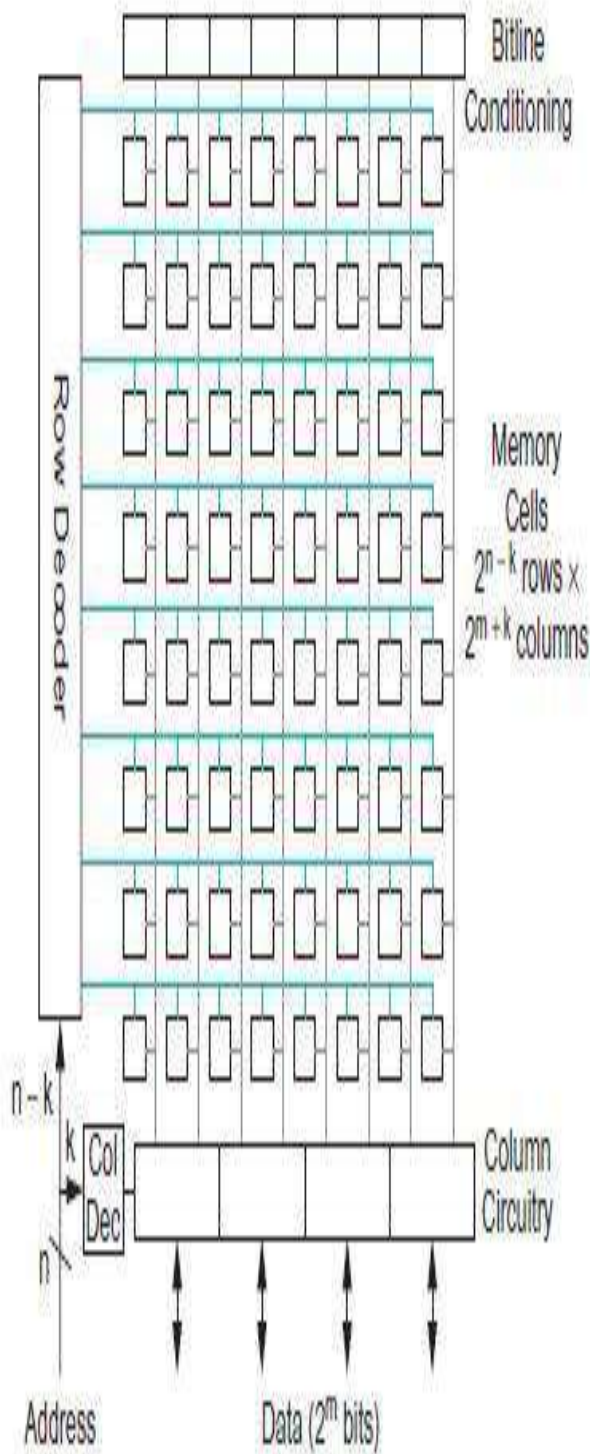 Bitline
Conditioning
Row Decoder
Memory
Cells
2^{n-k} rows ×
2^{m+k} columns
n – k
k
Col
Dec
n
Column
Circuitry
Address
Data (2^m bits)